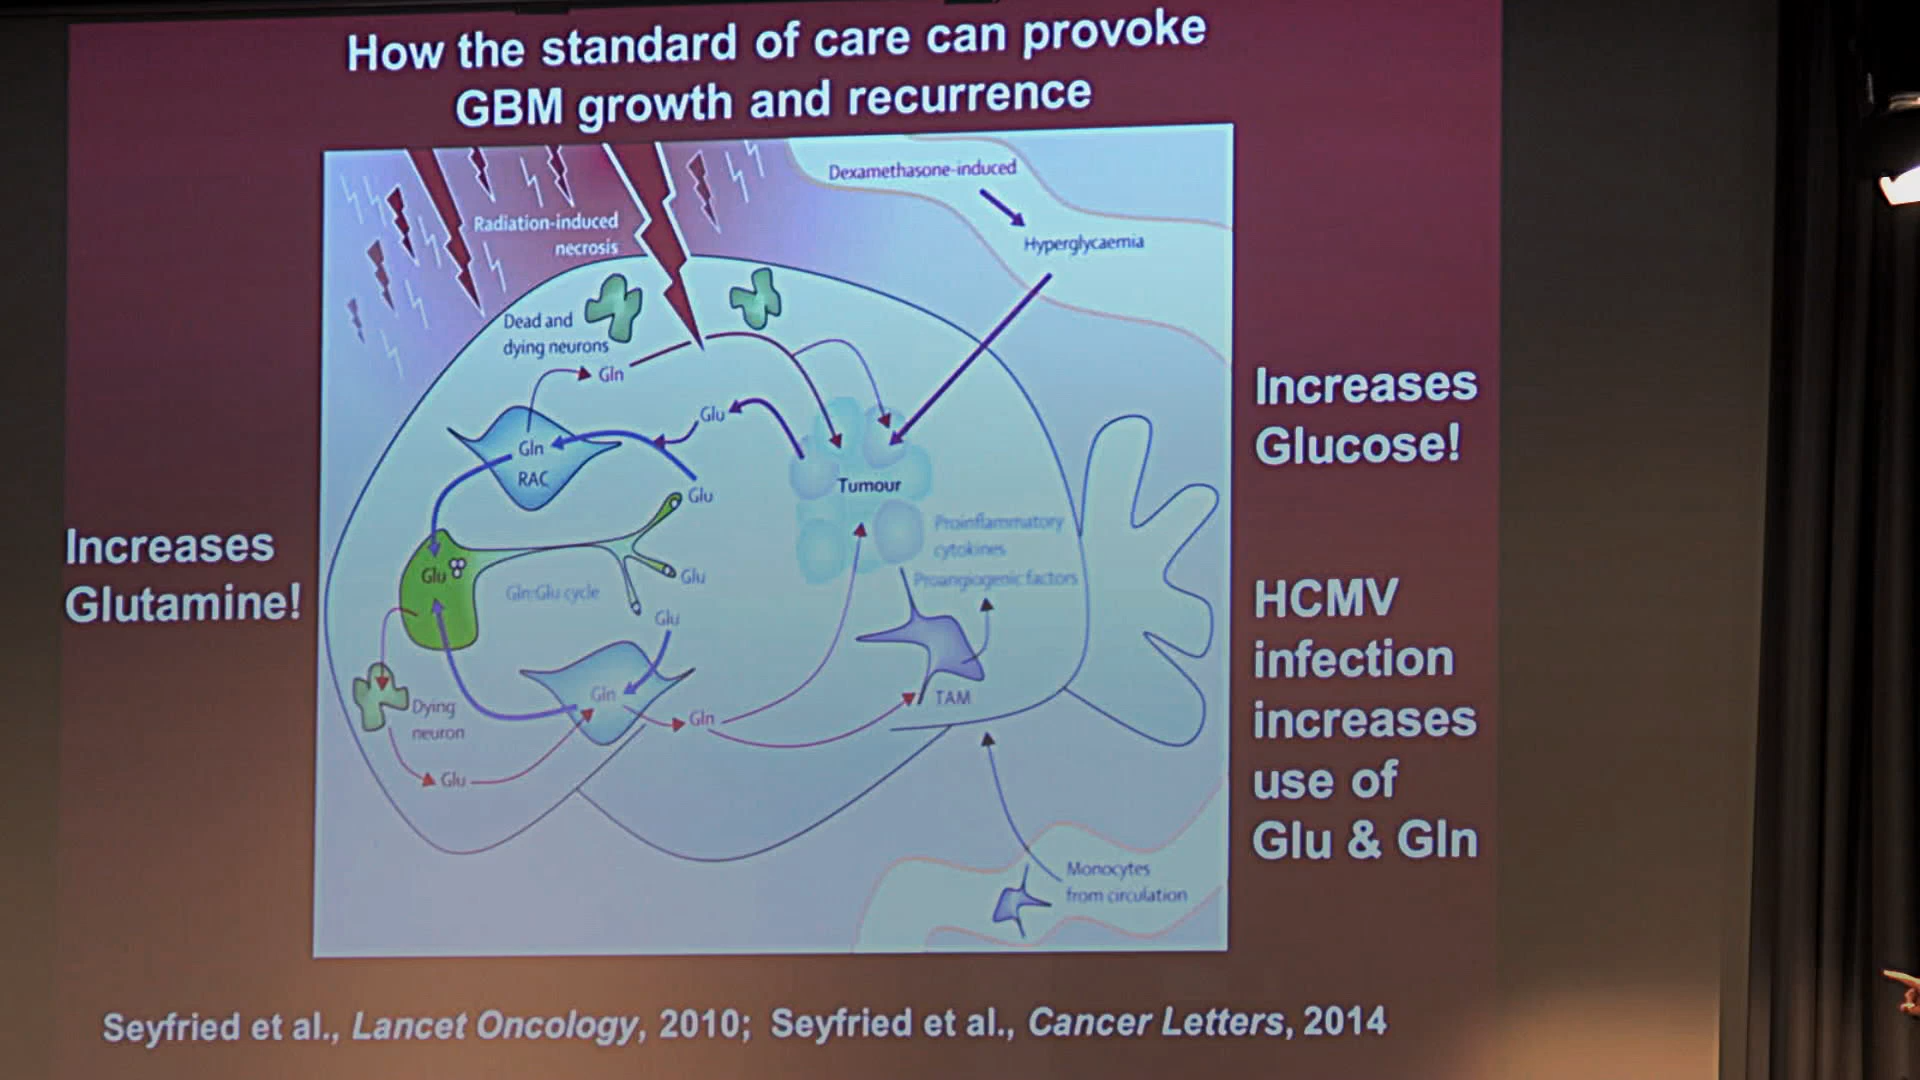 How the standard of care can provoke
GBM growth and recurrence
Dexamethasone-induced
Hyperglycaemia
Radiation-induced
necrosis
Dead and
dying neurons
Gln
Glu
Gln
RAC
Glu
Tumour
Proinflammatory
cytokines
Proangiogenic factors
Glu
Gln-Glu cycle
Glu
Glu
Gln
Gln
TAM
Dying
neuron
Glu
Monocytes
from circulation
Increases
Glutamine!
Increases
Glucose!
HCMV
infection
increases
use of
Glu & Gln
Seyfried et al., Lancet Oncology, 2010; Seyfried et al., Cancer Letters, 2014